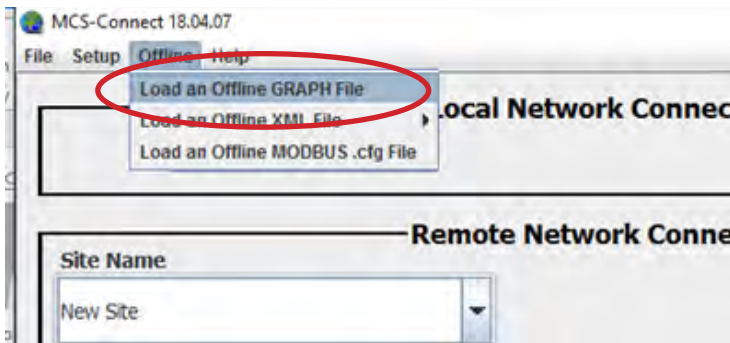 MCS-Connect 18.04.07
File Setup Offline Help
Load an Offline GRAPH File
Load an Offline XML File
Load an Offline MODBUS .cfg File
Local Network Connec
Remote Network Conne
Site Name
New Site